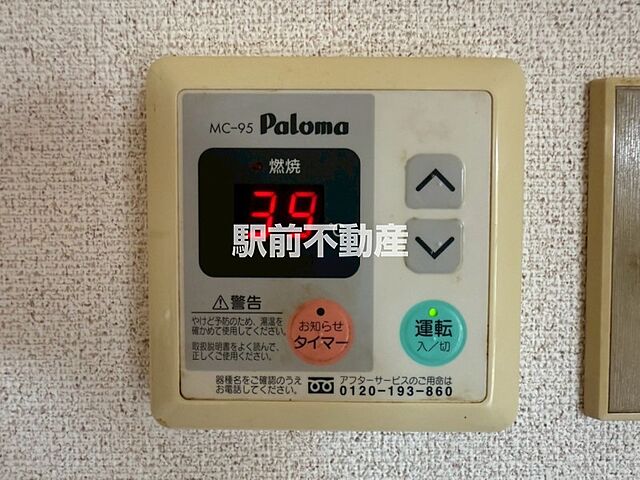 MC-95 Paloma
燃焼
39
駅前不動産
警告
やけど予防のため、湯温を
確かめて使用してください。
取扱説明書をよく読んで、
正しくご使用ください。
お知らせ
タイマー
運転
入/切
器種名をご確認のうえ
お電話してください。
アフターサービスのご用命は
0120-193-860